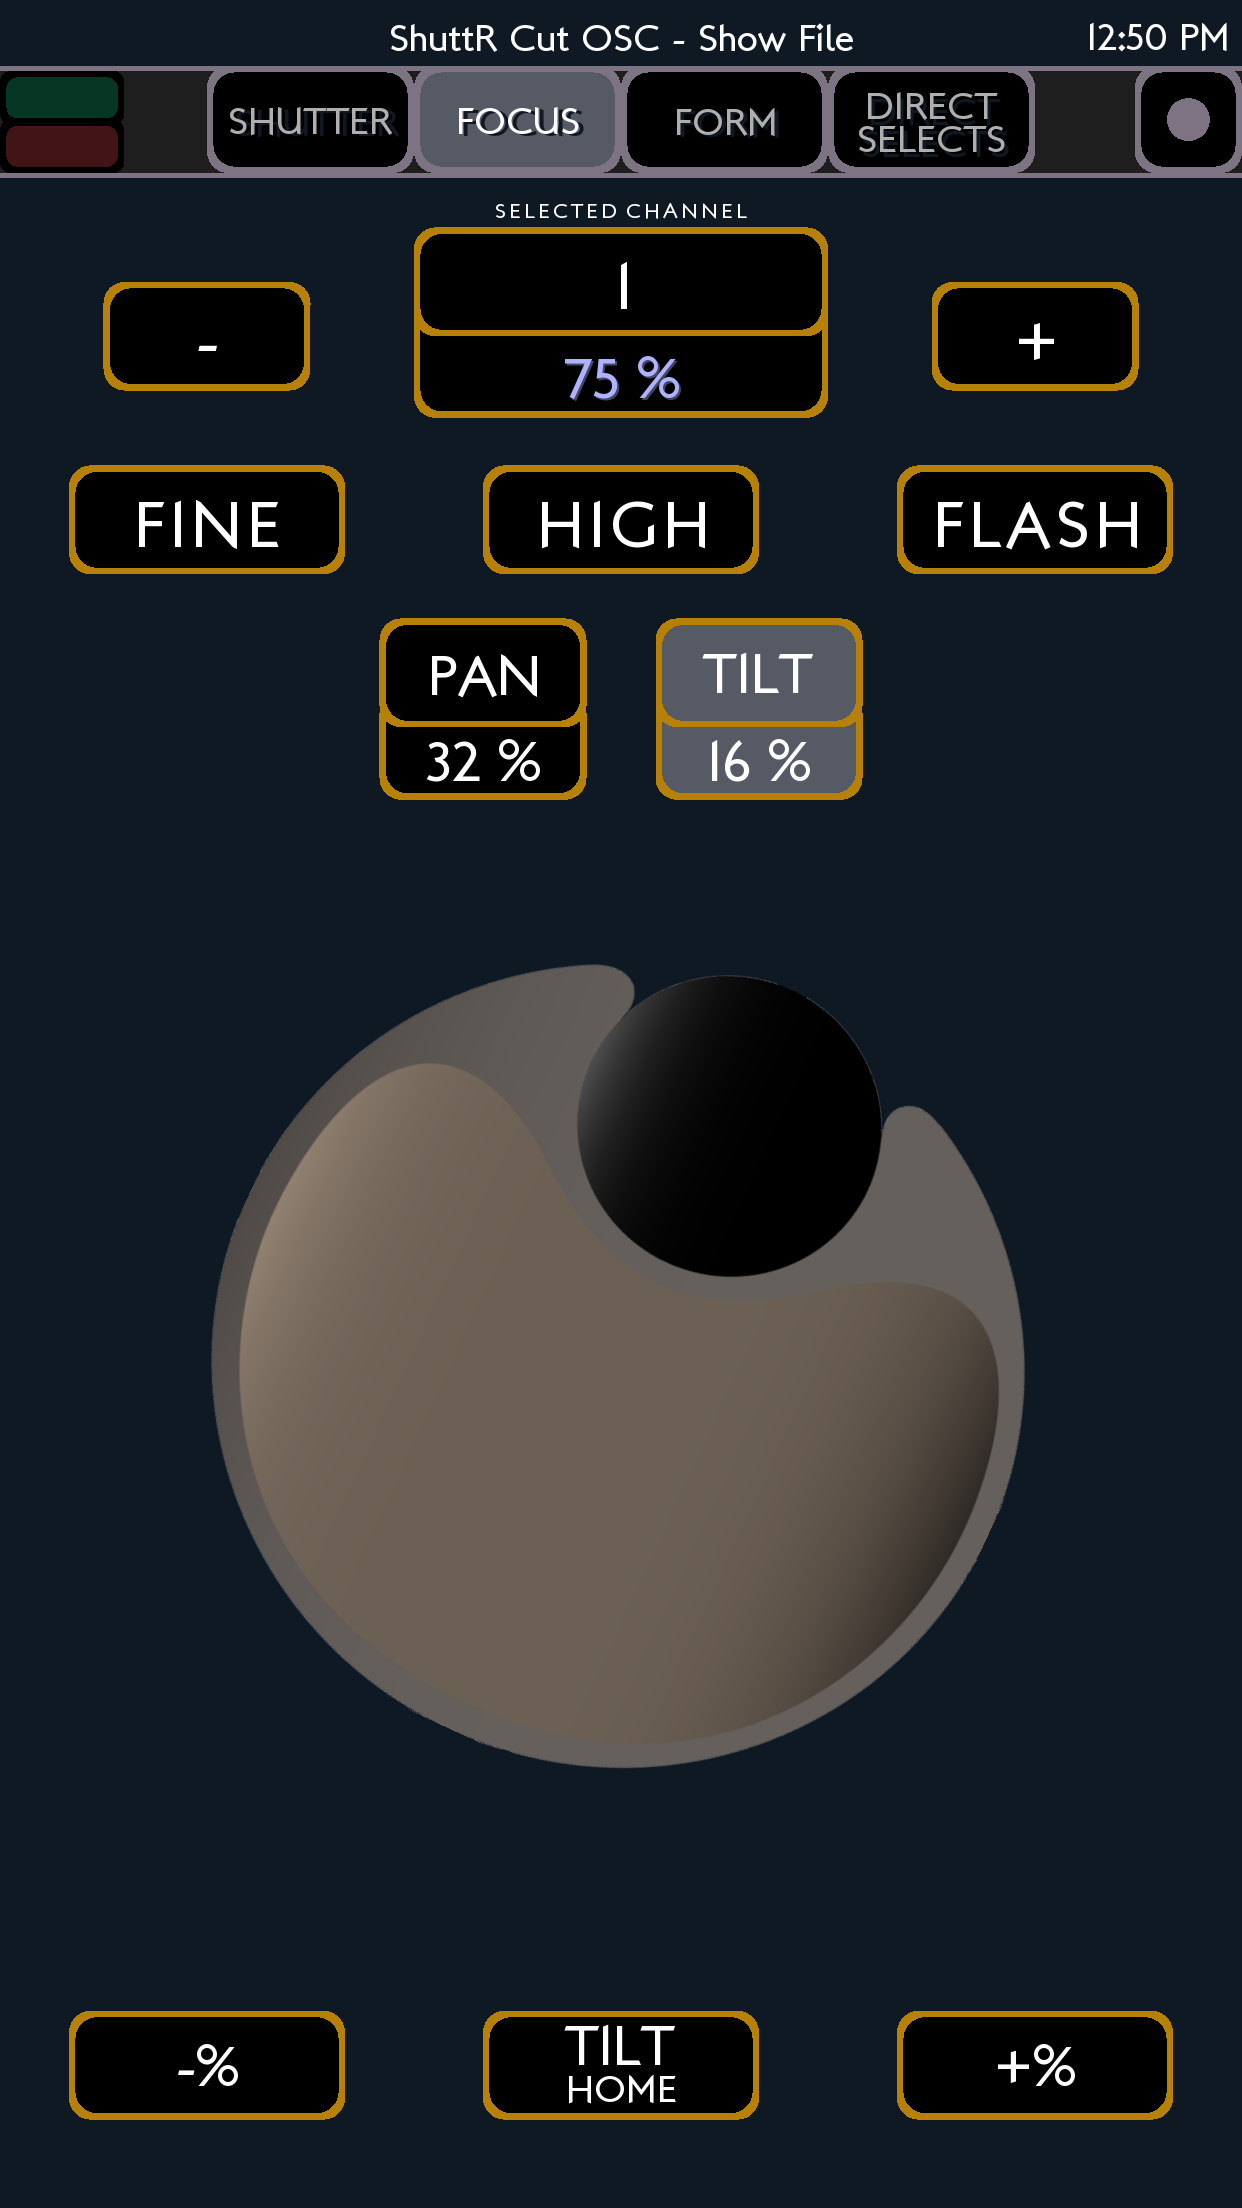 ShuttR Cut OSC - Show File
12:50 PM
SHUTTER
FOCUS
FORM
DIRECT
SELECTS
SELECTED CHANNEL
-
1
+
75 %
FINE
HIGH
FLASH
PAN
TILT
32 %
16 %
-%
TILT
HOME
+%